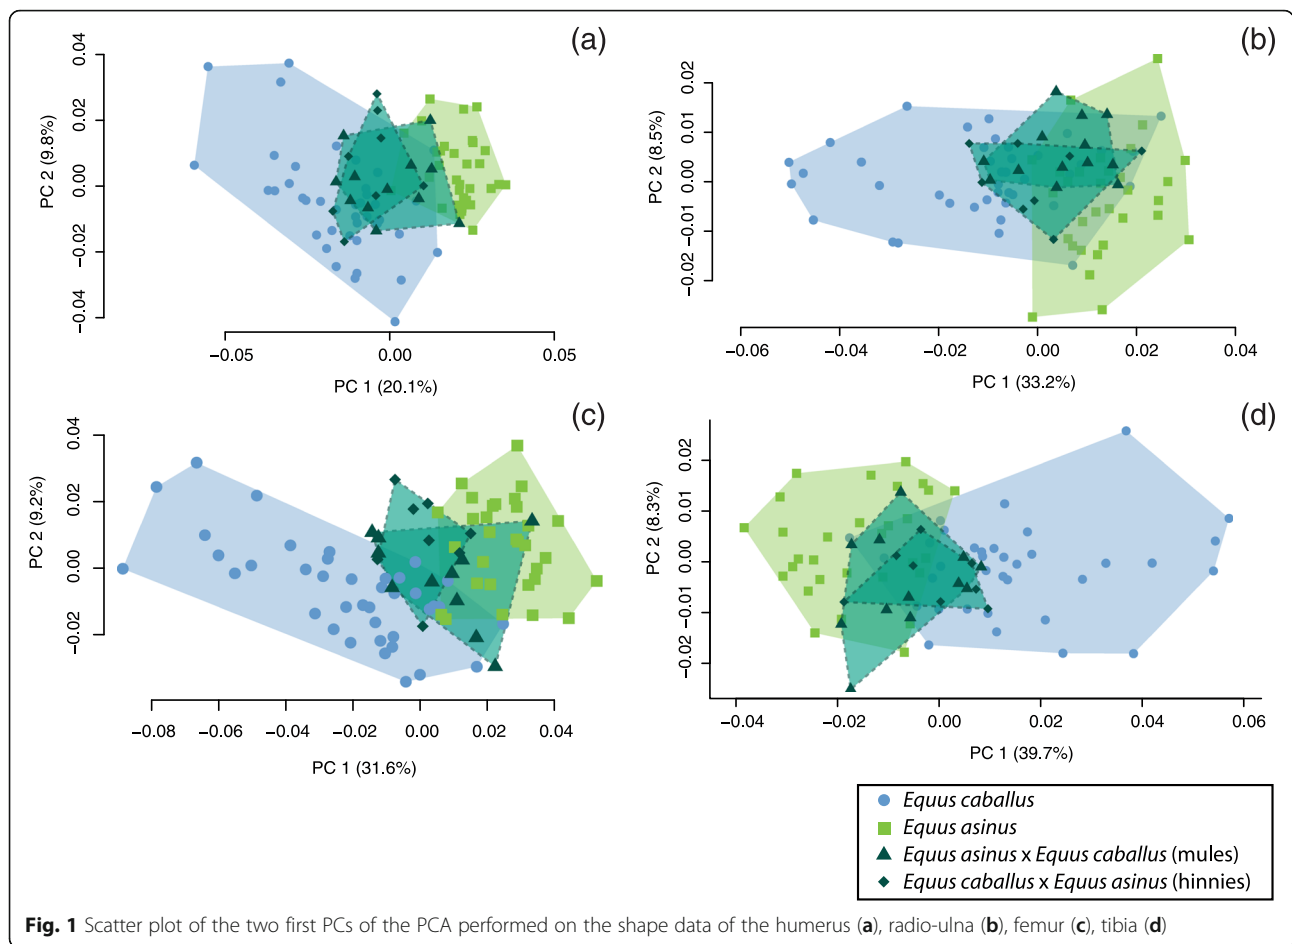 (a)
0.04
0.02
0.00
−0.02
−0.04
PC 2 (9.8%)
−0.05
0.00
0.05
PC 1 (20.1%)
(b)
0.02
0.01
0.00
−0.01
−0.02
PC 2 (8.5%)
−0.06
−0.04
−0.02
0.00
0.02
0.04
PC 1 (33.2%)
(c)
0.04
0.02
0.00
−0.02
PC 2 (9.2%)
−0.08
−0.06
−0.04
−0.02
0.00
0.02
0.04
PC 1 (31.6%)
(d)
0.02
0.01
0.00
−0.01
−0.02
PC 2 (8.3%)
−0.04
−0.02
0.00
0.02
0.04
0.06
PC 1 (39.7%)
Equus caballus
Equus asinus
Equus asinus x Equus caballus (mules)
Equus caballus x Equus asinus (hinnies)
Fig. 1 Scatter plot of the two first PCs of the PCA performed on the shape data of the humerus (a), radio-ulna (b), femur (c), tibia (d)